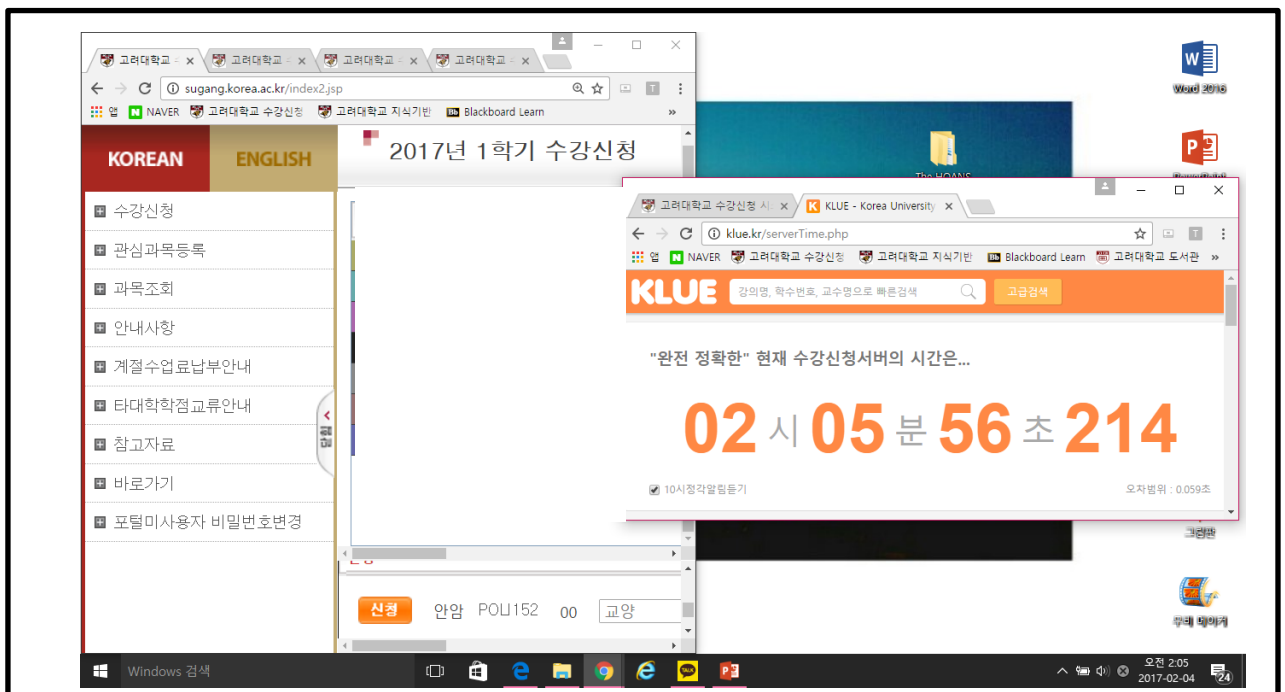 고려대학교
고려대학교
고려대학교
고려대학교
sugang.korea.ac.kr/index2.jsp
앱 NAVER 고려대학교 수강신청 고려대학교 지식기반 Blackboard Learn »
KOREAN ENGLISH
2017년 1학기 수강신청
수강신청
관심과목등록
과목조회
안내사항
계절수업료납부안내
타대학학점교류안내
참고자료
바로가기
포털미사용자 비밀번호변경
닫힘
신청 안암 POLI152 00 교양
고려대학교 수강신청 시 KLUE - Korea University
klue.kr/serverTime.php
앱 NAVER 고려대학교 수강신청 고려대학교 지식기반 Blackboard Learn 고려대학교 도서관 »
KLUE 강의명, 학수번호, 교수명으로 빠른검색 고급검색
"완전 정확한" 현재 수강신청서버의 시간은...
02 시 05 분 56 초 214
10시정각알림듣기 오차범위 : 0.059초
Word 2016
The HOANS
그림판
무비 메이커
Windows 검색
TALK
오전 2:05
2017-02-04
24